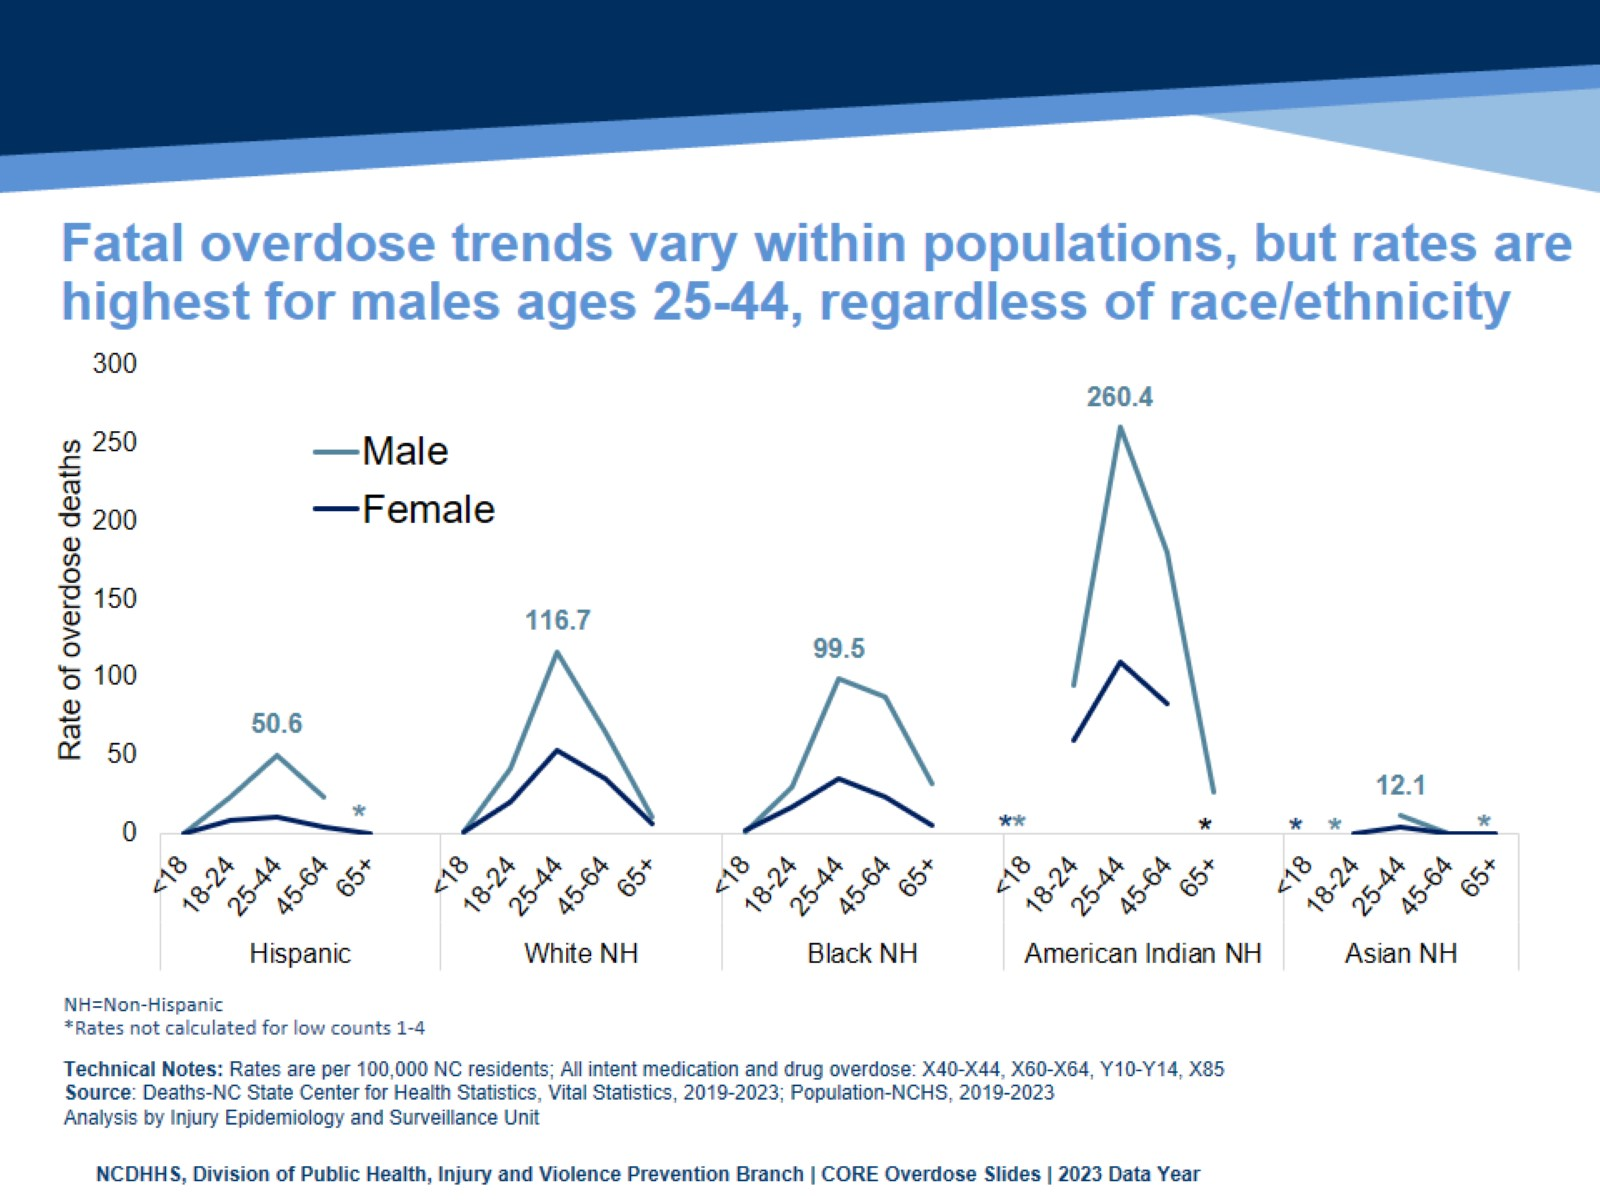 Fatal overdose trends vary within populations, but rates are
highest for males ages 25-44, regardless of race/ethnicity
Rate of overdose deaths
300
250
200
150
100
50
0
Male
Female
50.6
116.7
99.5
260.4
12.1
*
**
*
*
*
*
<18
18-24
25-44
45-64
65+
<18
18-24
25-44
45-64
65+
<18
18-24
25-44
45-64
65+
<18
18-24
25-44
45-64
65+
<18
18-24
25-44
45-64
65+
Hispanic
White NH
Black NH
American Indian NH
Asian NH
NH=Non-Hispanic
*Rates not calculated for low counts 1-4
Technical Notes: Rates are per 100,000 NC residents; All intent medication and drug overdose: X40-X44, X60-X64, Y10-Y14, X85
Source: Deaths-NC State Center for Health Statistics, Vital Statistics, 2019-2023; Population-NCHS, 2019-2023
Analysis by Injury Epidemiology and Surveillance Unit
NCDHHS, Division of Public Health, Injury and Violence Prevention Branch | CORE Overdose Slides | 2023 Data Year